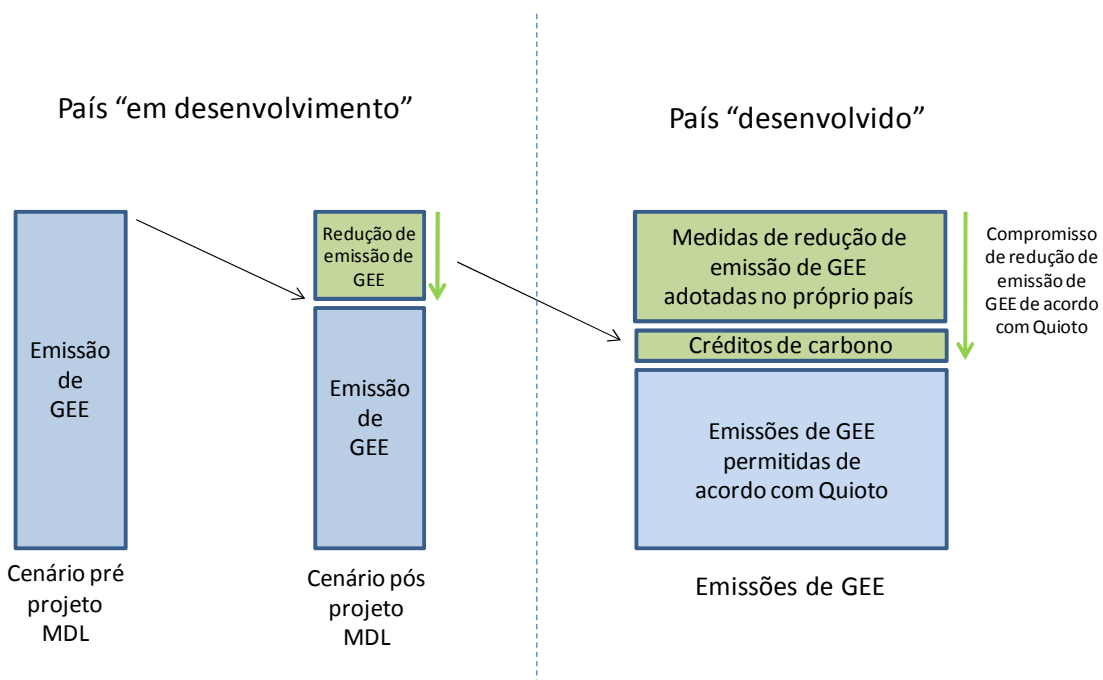 País “em desenvolvimento”
País “desenvolvido”
Emissão
de
GEE
Cenário pré
projeto
MDL
Redução de
emissão de
GEE
Emissão
de
GEE
Cenário pós
projeto
MDL
Medidas de redução de
emissão de GEE
adotadas no próprio país
Créditos de carbono
Emissões de GEE
permitidas de
acordo com Quioto
Emissões de GEE
Compromisso
de redução de
emissão de
GEE de acordo
com Quioto